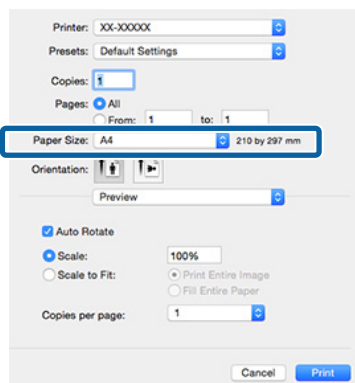 Printer: XX-XXXXX
Presets: Default Settings
Copies: 1
Pages: All
From: 1 to: 1
Paper Size: A4 210 by 297 mm
Orientation:
Preview
Auto Rotate
Scale: 100%
Scale to Fit: Print Entire Image
Fill Entire Paper
Copies per page: 1
Cancel Print